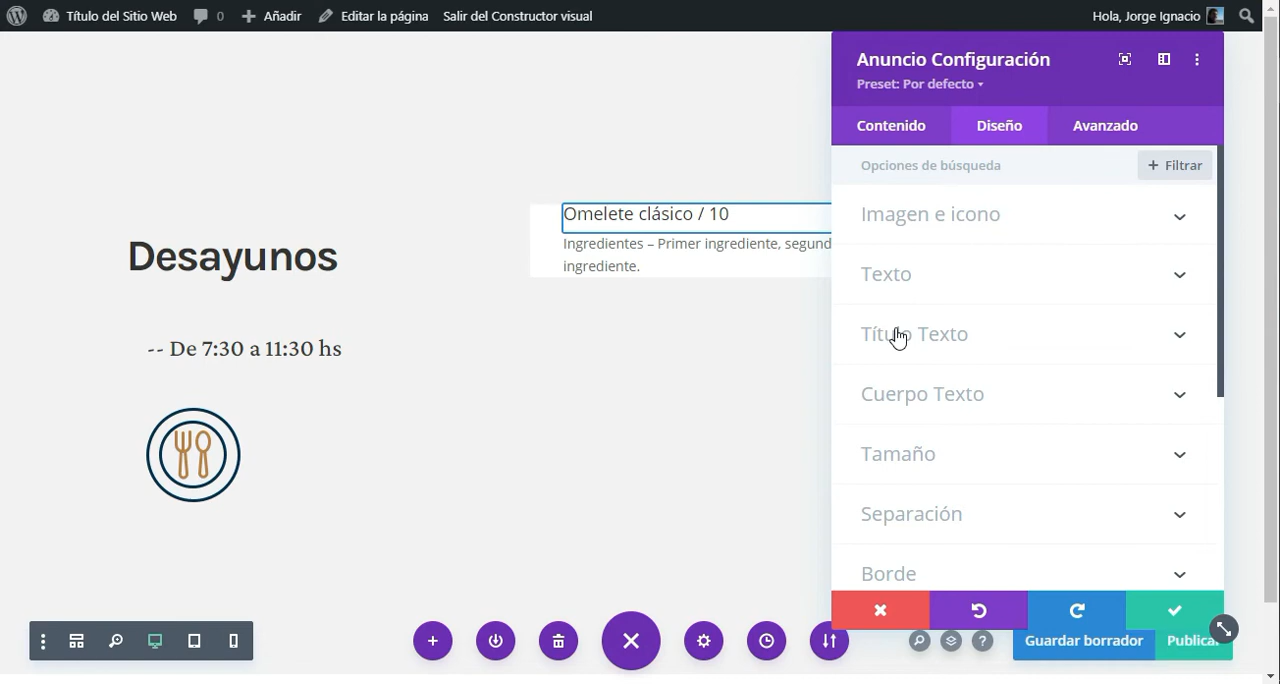 Título del Sitio Web 0 Añadir Editar la página Salir del Constructor visual Hola, Jorge Ignacio
Anuncio Configuración
Preset: Por defecto
Contenido Diseño Avanzado
Opciones de búsqueda + Filtrar
Imagen e icono
Omelete clásico / 10
Ingredientes – Primer ingrediente, segund
ingrediente.
Desayunos
Texto
Título Texto
-- De 7:30 a 11:30 hs
Cuerpo Texto
Tamaño
Separación
Borde
Guardar borrador Publicar